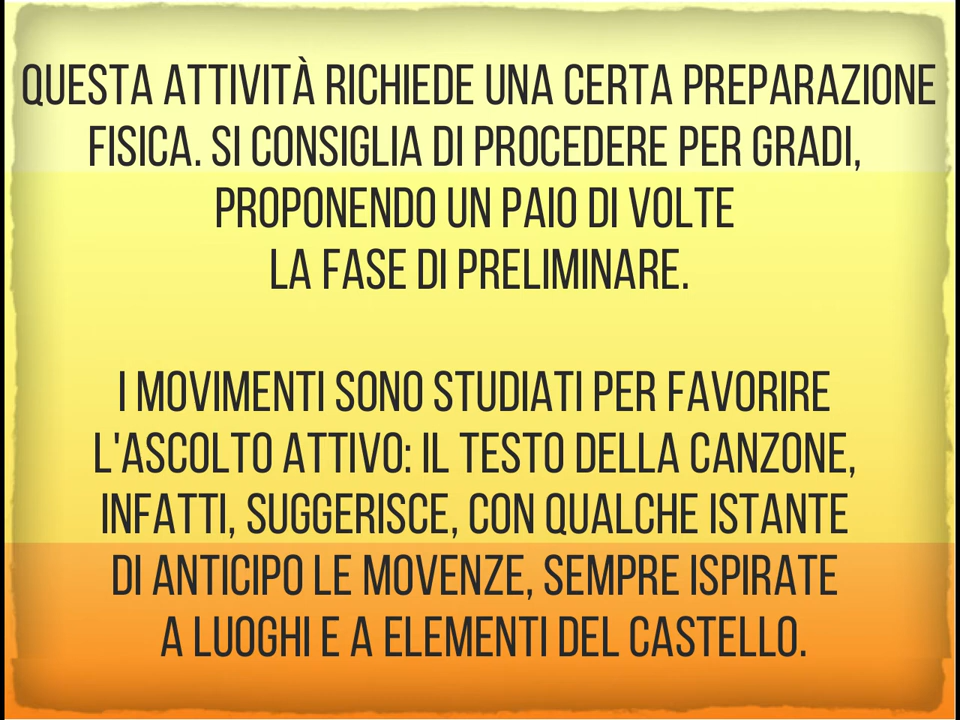 QUESTA ATTIVITÀ RICHIEDE UNA CERTA PREPARAZIONE
FISICA. SI CONSIGLIA DI PROCEDERE PER GRADI,
PROPONENDO UN PAIO DI VOLTE
LA FASE DI PRELIMINARE.
I MOVIMENTI SONO STUDIATI PER FAVORIRE
L'ASCOLTO ATTIVO: IL TESTO DELLA CANZONE,
INFATTI, SUGGERISCE, CON QUALCHE ISTANTE
DI ANTICIPO LE MOVENZE, SEMPRE ISPIRATE
A LUOGHI E A ELEMENTI DEL CASTELLO.